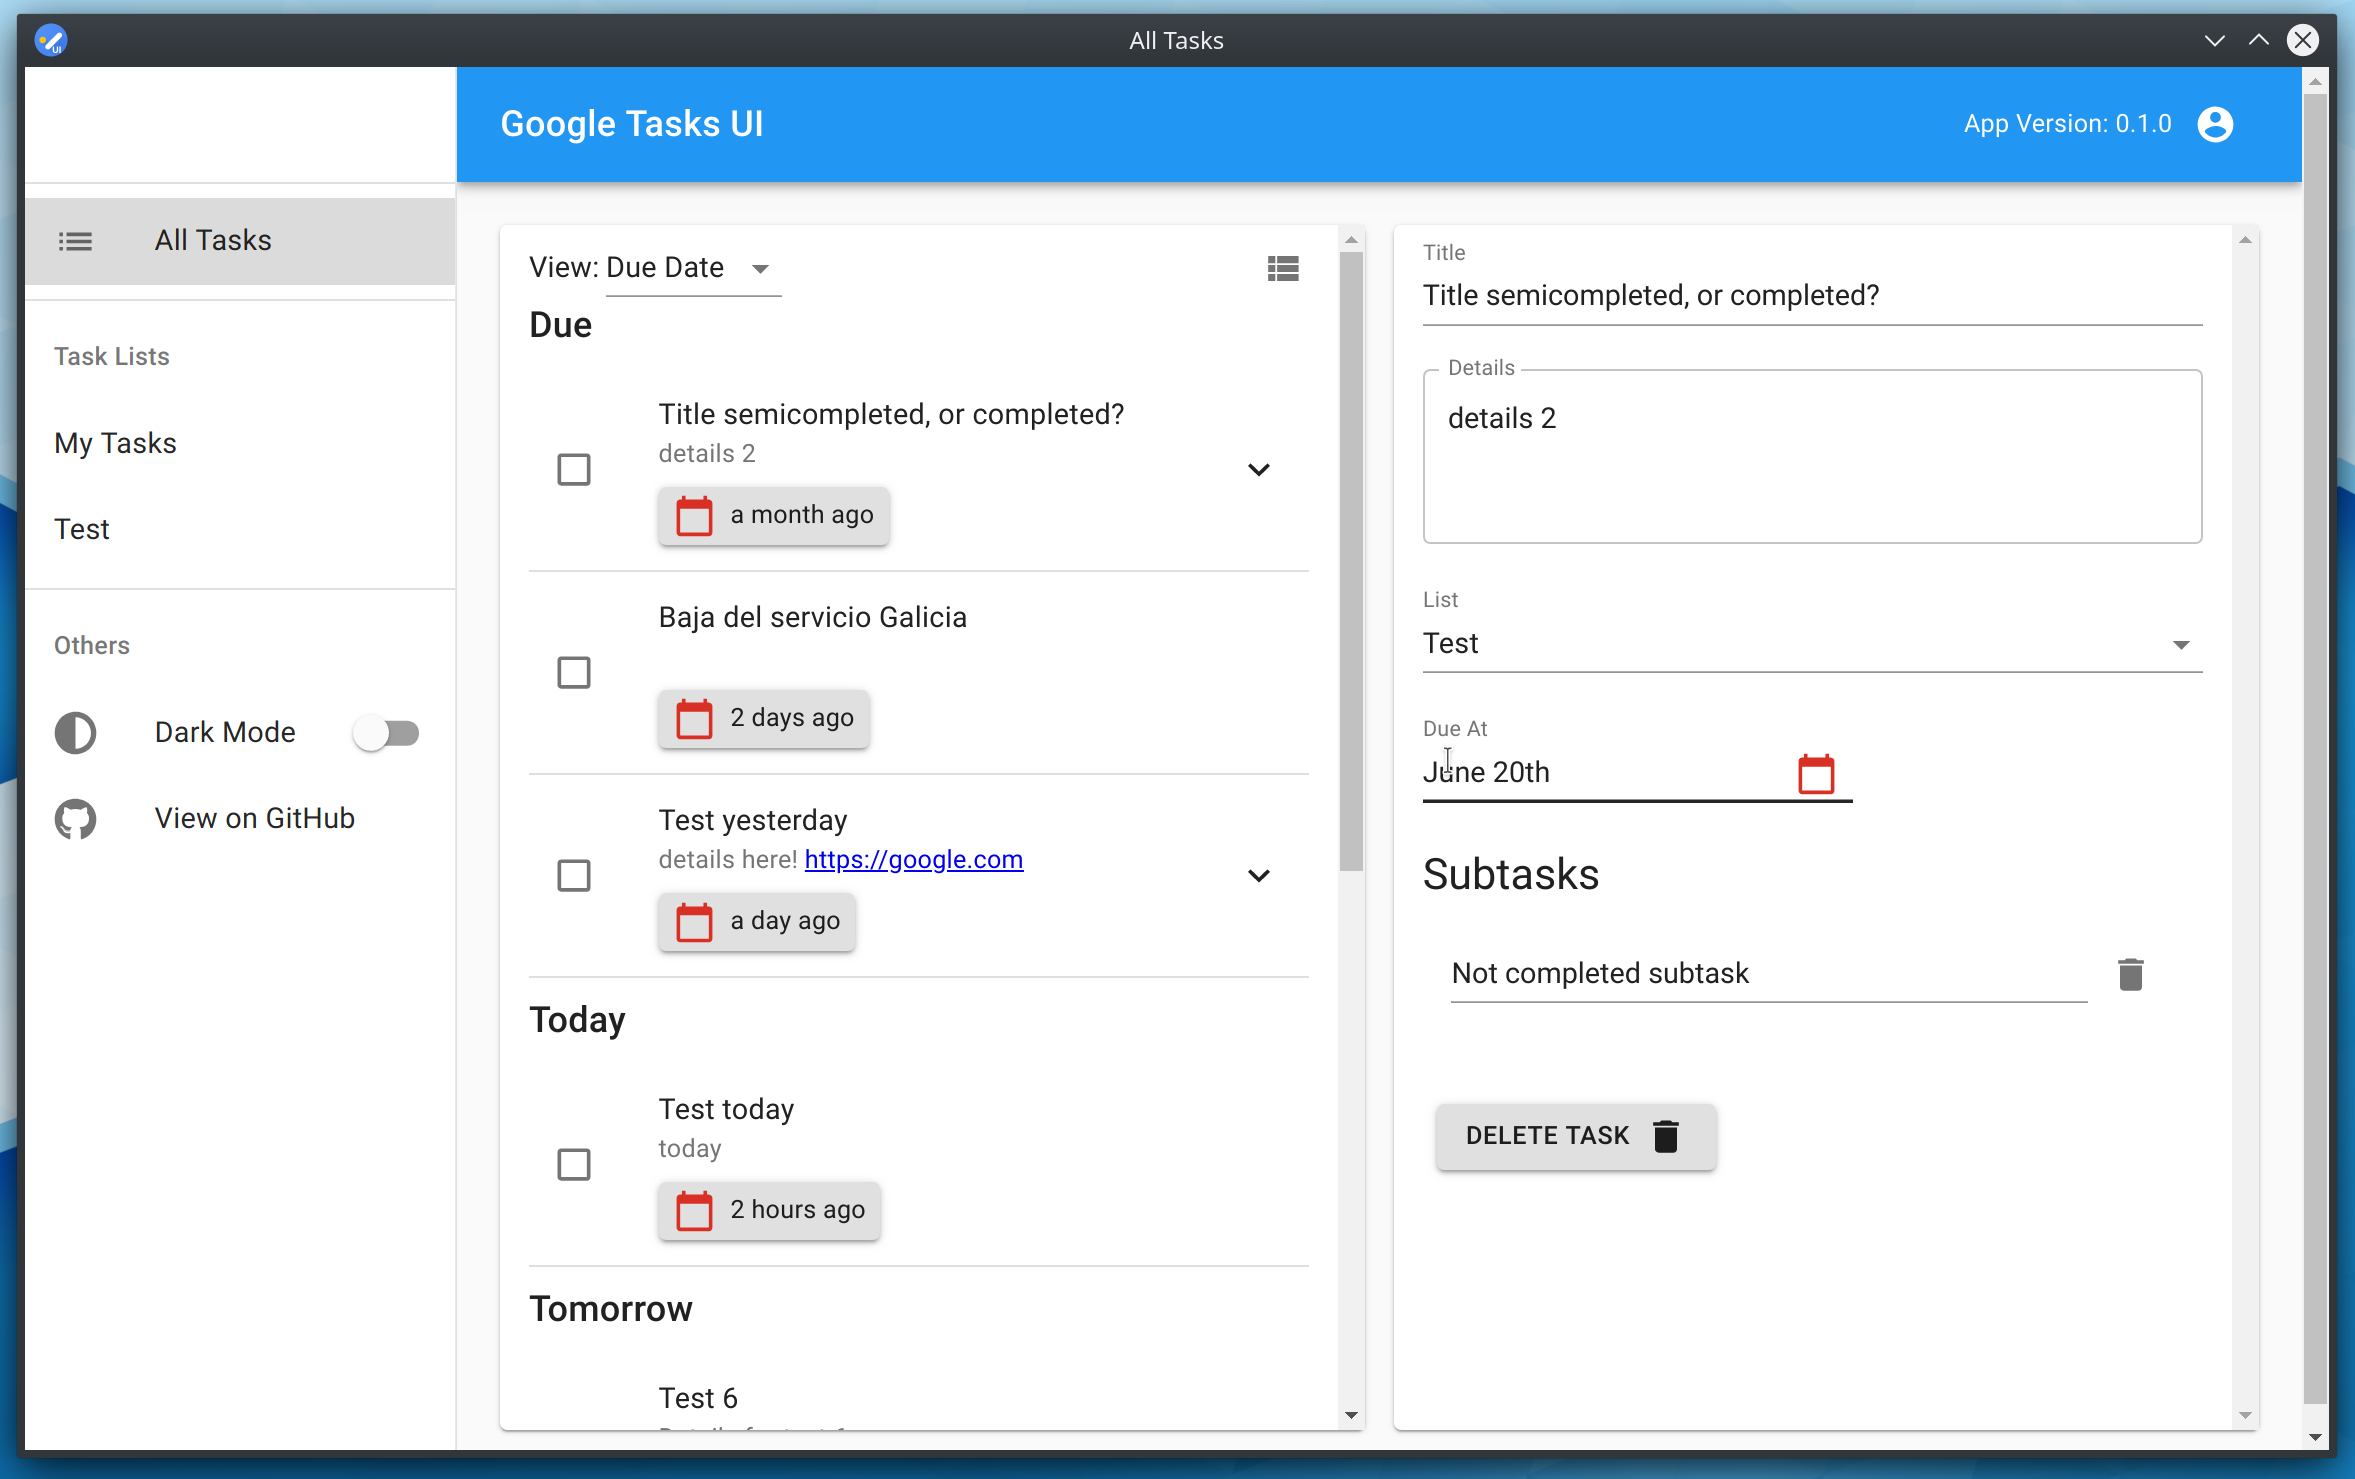 All Tasks
Google Tasks UI
App Version: 0.1.0
All Tasks
Task Lists
My Tasks
Test
Others
Dark Mode
View on GitHub
View: Due Date
Due
Title semicompleted, or completed?
details 2
a month ago
Baja del servicio Galicia
2 days ago
Test yesterday
details here! https://google.com
a day ago
Today
Test today
today
2 hours ago
Tomorrow
Test 6
Title
Title semicompleted, or completed?
Details
details 2
List
Test
Due At
June 20th
Subtasks
Not completed subtask
DELETE TASK